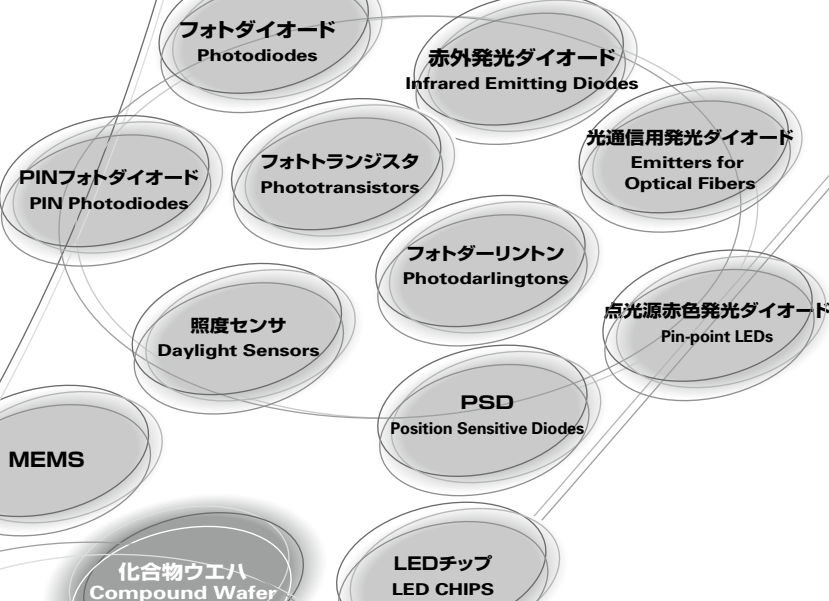 フォトダイオード
Photodiodes
赤外発光ダイオード
Infrared Emitting Diodes
光通信用発光ダイオード
Emitters for
Optical Fibers
PINフォトダイオード
PIN Photodiodes
フォトトランジスタ
Phototransistors
フォトダーリントン
Photodarlingtons
点光源赤色発光ダイオード
Pin-point LEDs
照度センサ
Daylight Sensors
PSD
Position Sensitive Diodes
MEMS
化合物ウエハ
Compound Wafer
LEDチップ
LED CHIPS